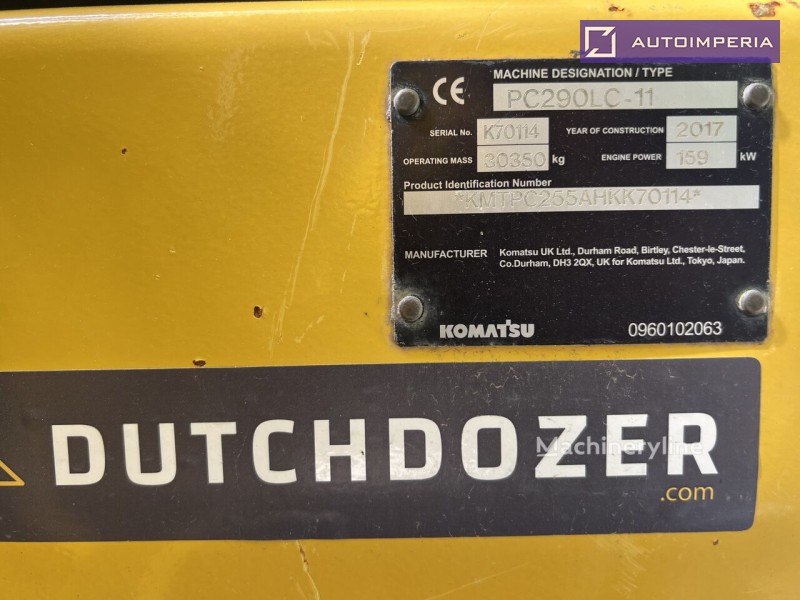 AUTOIMPERIA
CE MACHINE DESIGNATION / TYPE
PC290LC-11
SERIAL No. K70114 YEAR OF CONSTRUCTION 2017
OPERATING MASS 30350 kg ENGINE POWER 159 kW
Product Identification Number
*KMTPC255AHKK70114*
MANUFACTURER Komatsu UK Ltd., Durham Road, Birtley, Chester-le-Street,
Co.Durham, DH3 2QX, UK for Komatsu Ltd., Tokyo, Japan.
KOMATSU 0960102063
DUTCHDOZER
.com
Machineryline